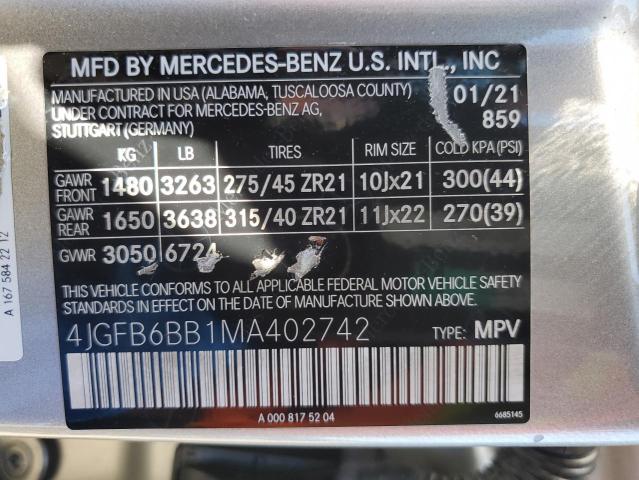 MFD BY MERCEDES-BENZ U.S. INTL., INC
MANUFACTURED IN USA (ALABAMA, TUSCALOOSA COUNTY) 01/21
UNDER CONTRACT FOR MERCEDES-BENZ AG, 859
STUTTGART (GERMANY)
KG LB TIRES RIM SIZE COLD KPA (PSI)
GAWR FRONT 1480 3263 275/45 ZR21 10Jx21 300(44)
GAWR REAR 1650 3638 315/40 ZR21 11Jx22 270(39)
GVWR 3050 6724
THIS VEHICLE CONFORMS TO ALL APPLICABLE FEDERAL MOTOR VEHICLE SAFETY
STANDARDS IN EFFECT ON THE DATE OF MANUFACTURE SHOWN ABOVE.
4JGFB6BB1MA402742 TYPE: MPV
A 000 817 52 04
6685145
A 167 584 22 12